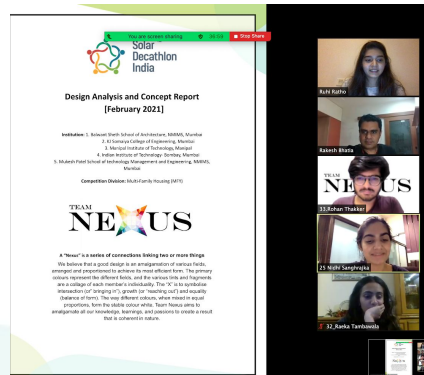 You are screen sharing
Stop Share
Solar
Decathlon
India
Design Analysis and Concept Report
[February 2021]
Institution: 1. Balwant Sheth School of Architecture, NMIMS, Mumbai
2. KJ Somaiya College of Engineering, Mumbai
3. Manipal Institute of Technology, Manipal
4. Indian Institute of Technology- Bombay, Mumbai
5. Mukesh Patel School of technology Management and Engineering, NMIMS,
Mumbai
Competition Division: Multi-Family Housing (MFY)
TEAM
NEXUS
A “Nexus” is a series of connections linking two or more things
We believe that a good design is an amalgamation of various fields,
arranged and proportioned to achieve its most efficient form. The primary
colours represent the different fields, and the various tints and fragments
are a collage of each member's individuality. The “X” is to symbolise
intersection (or” bringing in”), growth (or “reaching out”) and equality
(balance of form). The way different colours, when mixed in equal
proportions, form the stable colour while, Team Nexus aims to
amalgamate all our knowledge, learnings, and passions to create a result
that is coherent in nature.
Ruhi Ratho
Rakesh Bhatia
TEAM
33.Rohan Thakker
25 Nidhi Sanghrajka
32_Raeka Tambawala